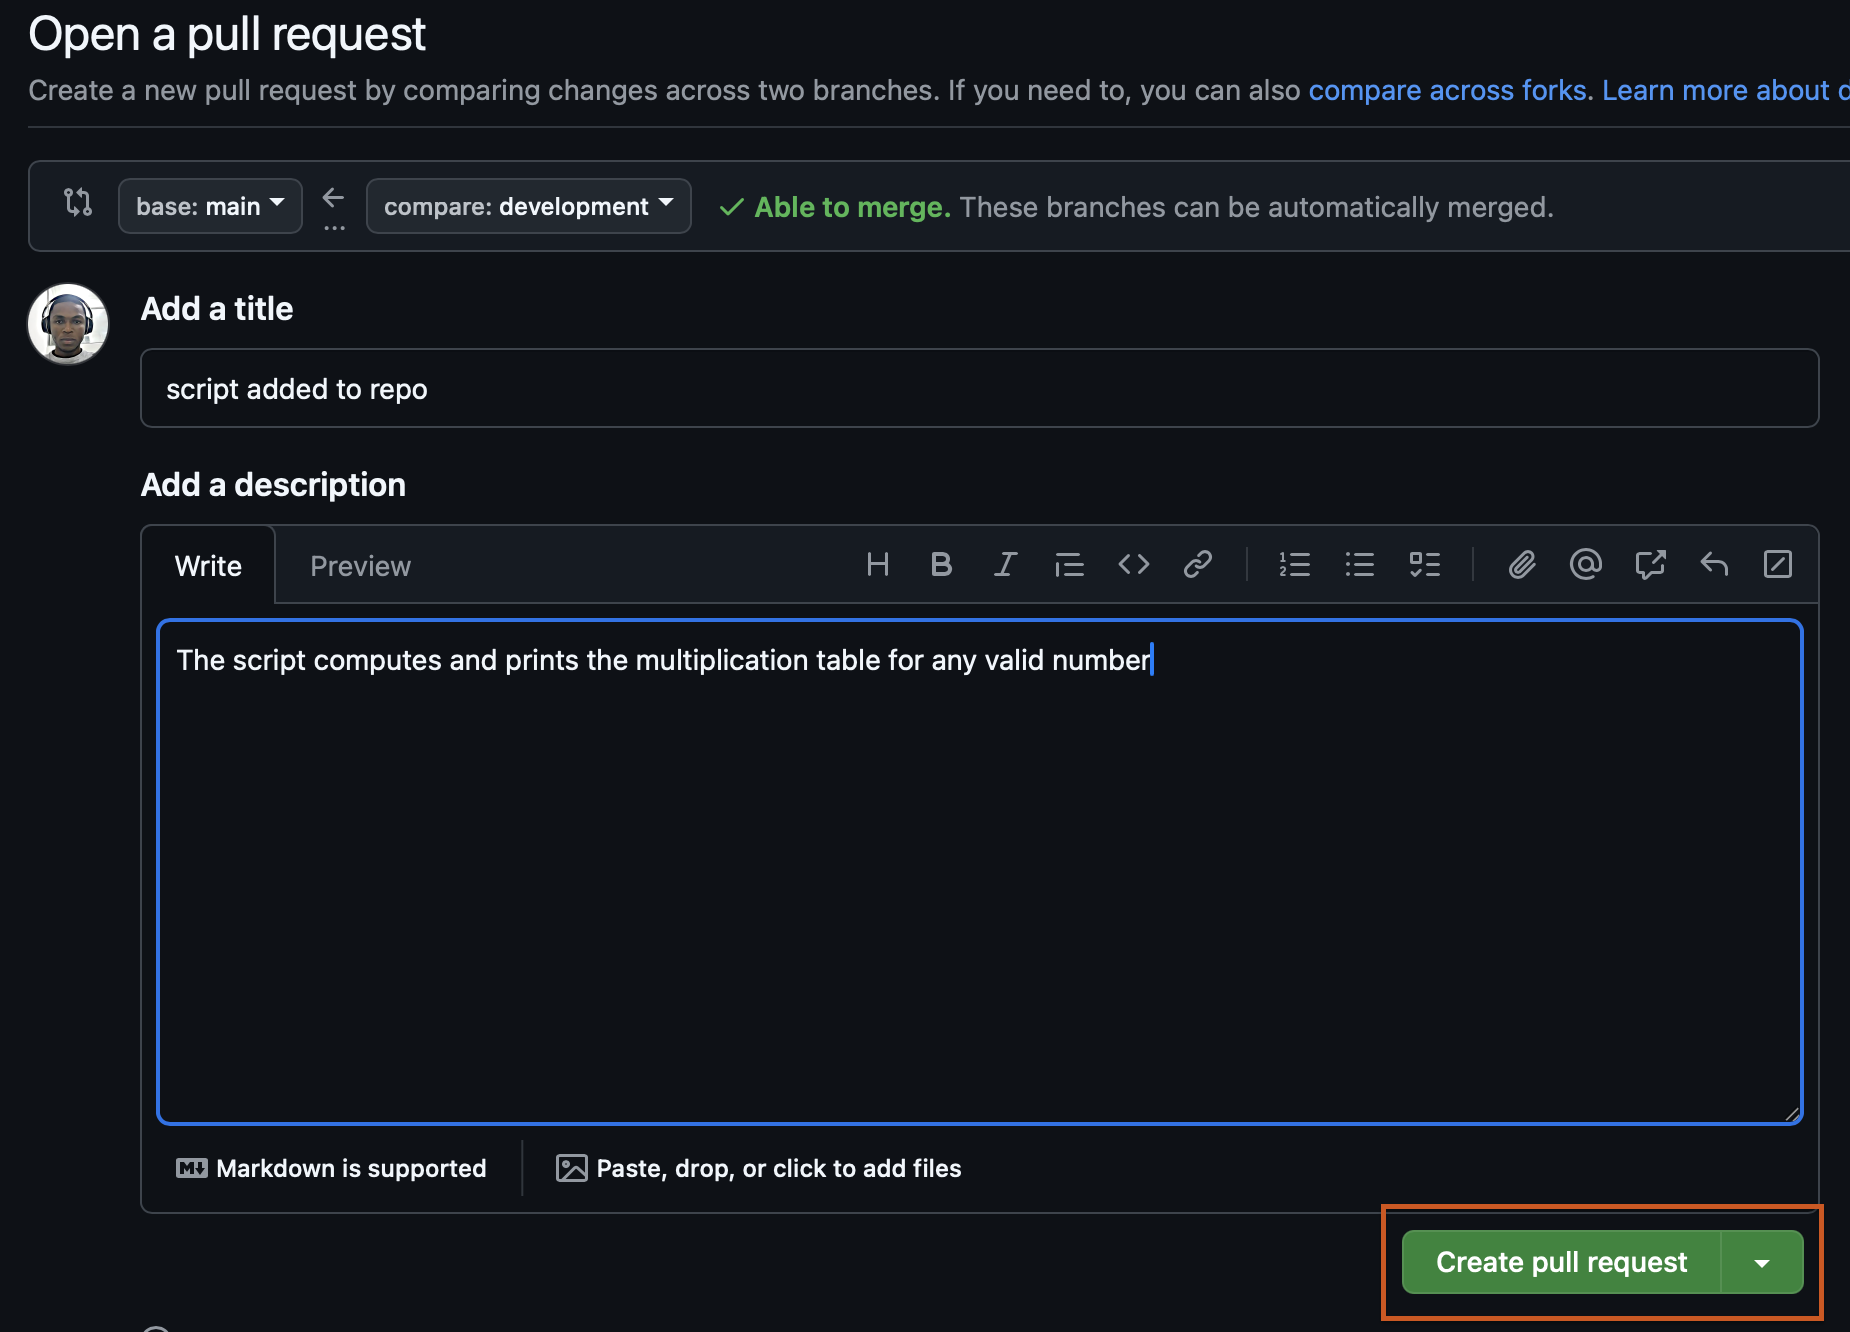 Open a pull request
Create a new pull request by comparing changes across two branches. If you need to, you can also compare across forks. Learn more about
base: main compare: development Able to merge. These branches can be automatically merged.
Add a title
script added to repo
Add a description
Write Preview
The script computes and prints the multiplication table for any valid number
Markdown is supported Paste, drop, or click to add files
Create pull request